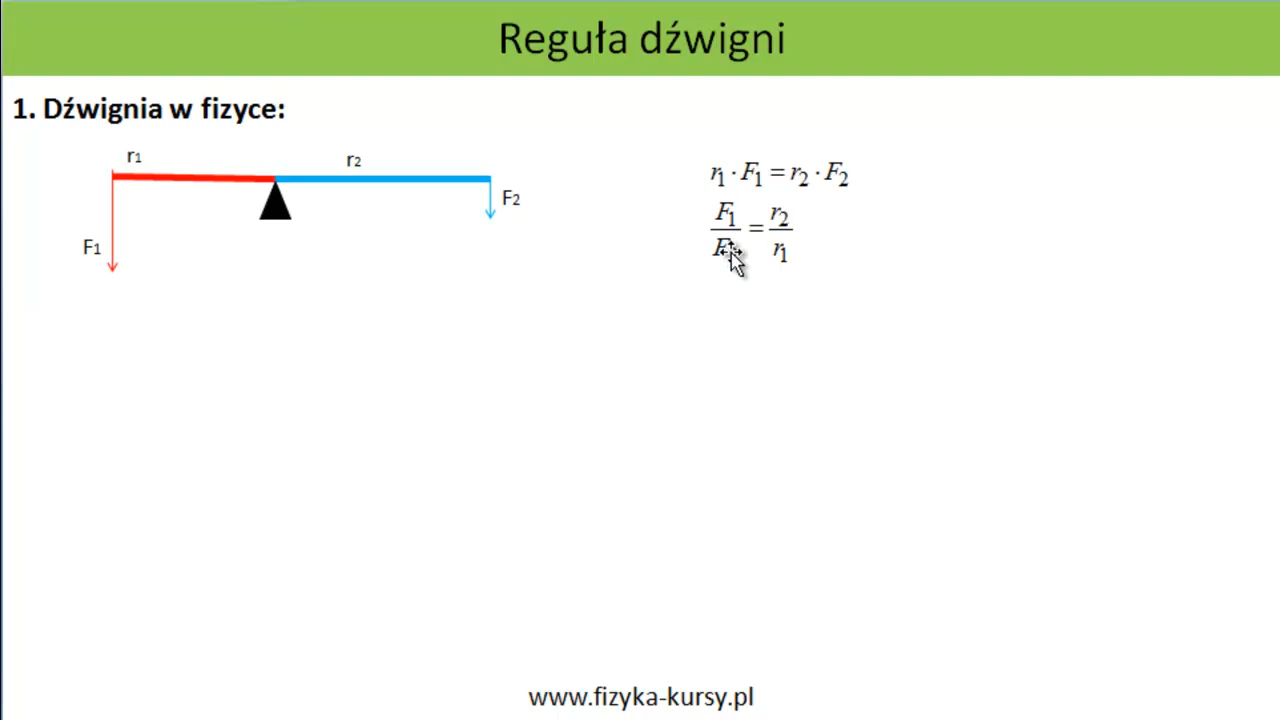 Reguła dźwigni
1. Dźwignia w fizyce:
r1
r2
F1
F2
r1 · F1 = r2 · F2
F1 = r2
F r1
www.fizyka-kursy.pl